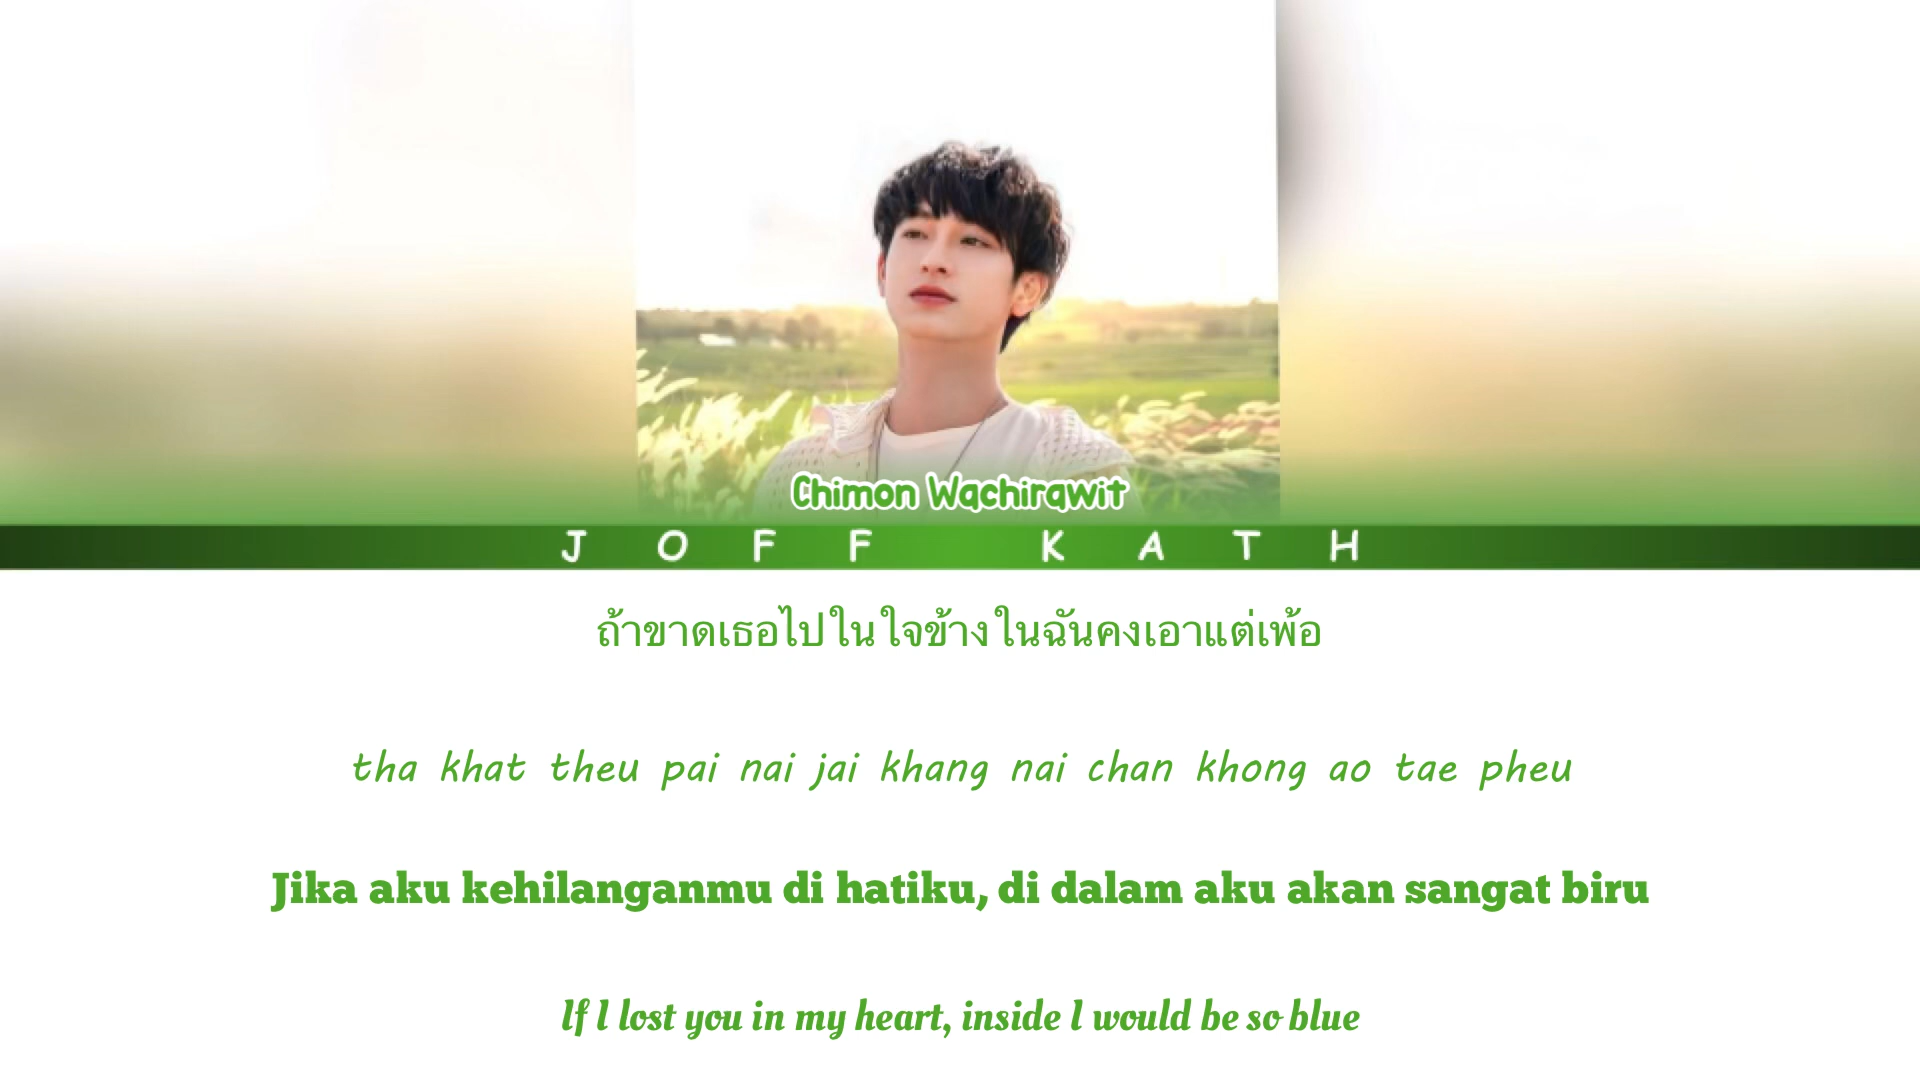 Chimon Wachirawit
JOFF KATH
ถ้าขาดเธอไปในใจข้างในฉันคงเอาแต่เพ้อ
tha khat theu pai nai jai khang nai chan khong ao tae pheu
Jika aku kehilanganmu di hatiku, di dalam aku akan sangat biru
If I lost you in my heart, inside I would be so blue